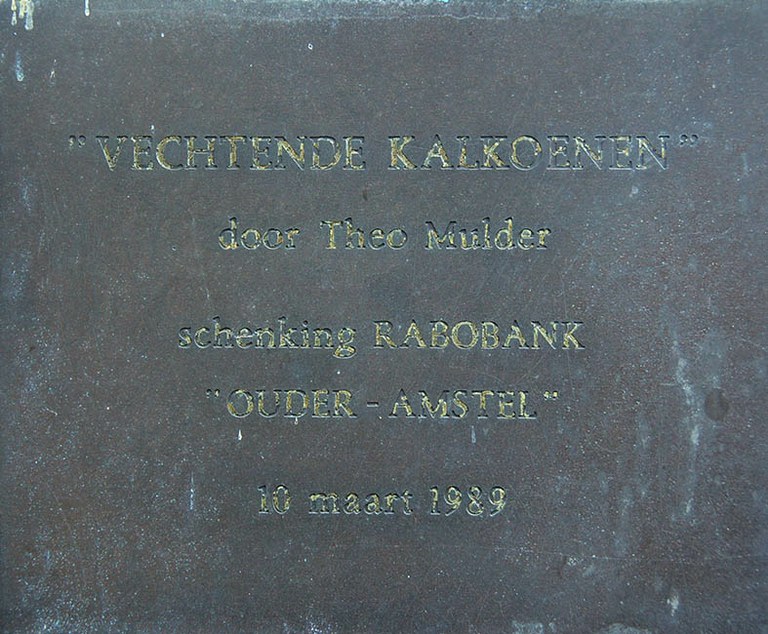 "VECHTENDE KALKOENEN"
door Theo Mulder
schenking RABOBANK
"OUDER - AMSTEL"
10 maart 1989